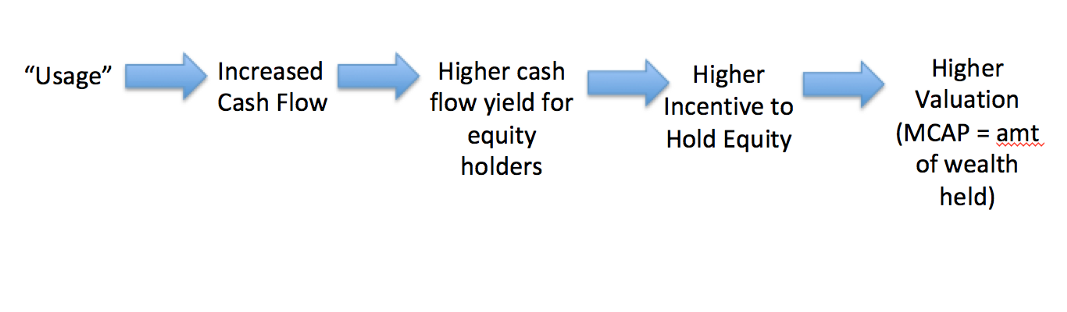 “Usage”
Increased
Cash Flow
Higher cash
flow yield for
equity
holders
Higher
Incentive to
Hold Equity
Higher
Valuation
(MCAP = amt
of wealth
held)